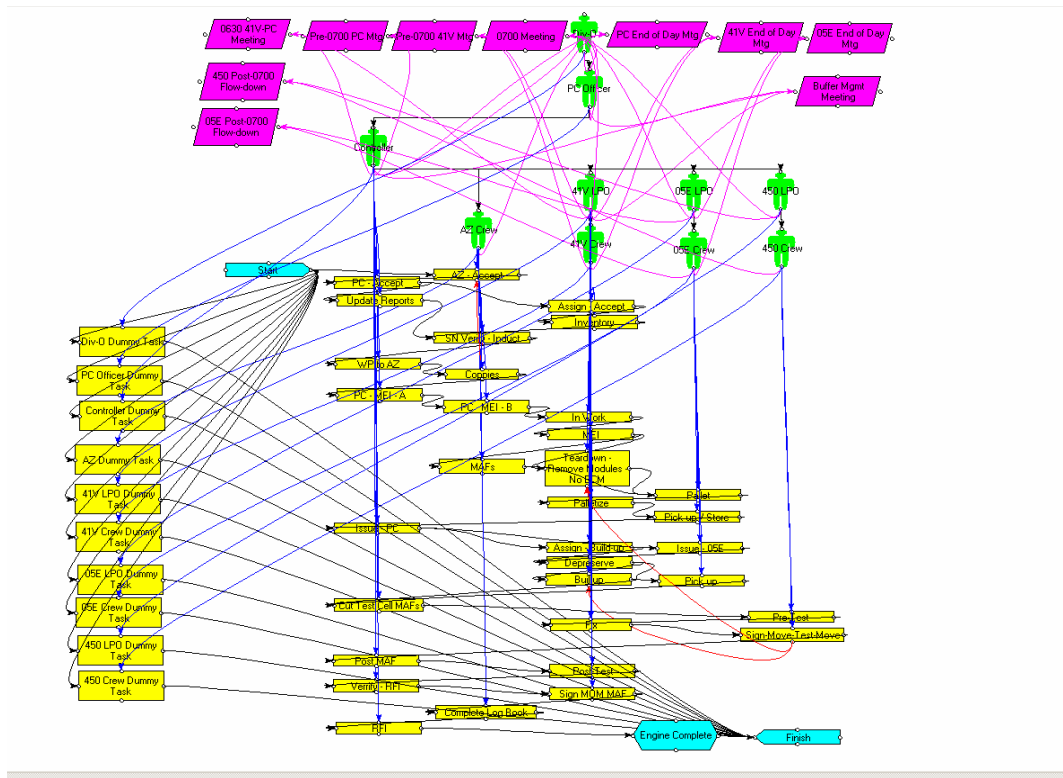 0630 41V-PC
Meeting
Pre-0700 PC Mtg
Pre-0700 41V Mtg
0700 Meeting
Div-O
PC End of Day Mtg
41V End of Day
Mtg
05E End of Day
Mtg
450 Post-0700
Flow-down
PC Officer
Buffer Mgmt
Meeting
05E Post-0700
Flow-down
Controller
41V LPO
05E LPO
450 LPO
AZ Crew
41V Crew
05E Crew
450 Crew
Start
AZ - Accept -
PC - Accept
Update Reports
Assign - Accept
Inventory
Div-O Dummy Task
SN Verif - Induct
WP to AZ
Coppies
PC Officer Dummy
Task
PC - MEI - A
PC - MEI - B
Controller Dummy
Task
In Work
MEI
AZ Dummy Task
MAFs
Teardown -
Remove Modules
No ECM
41V LPO Dummy
Task
Pallet
Palletize
Pick-up / Store
41V Crew Dummy
Task
Issue - PC
Assign - Build-up
Issue - 05E
Depreserve
05E LPO Dummy
Task
Build-up
Pick up
05E Crew Dummy
Task
Cut Test Cell MAFs
Pre-Test
Fix
Sign-Move-Test-Move
450 LPO Dummy
Task
Post MAF
Post Test
450 Crew Dummy
Task
Verrify - RFI
Sign MOM MAF
Complete Log Book
RFI
Engine Complete
Finish